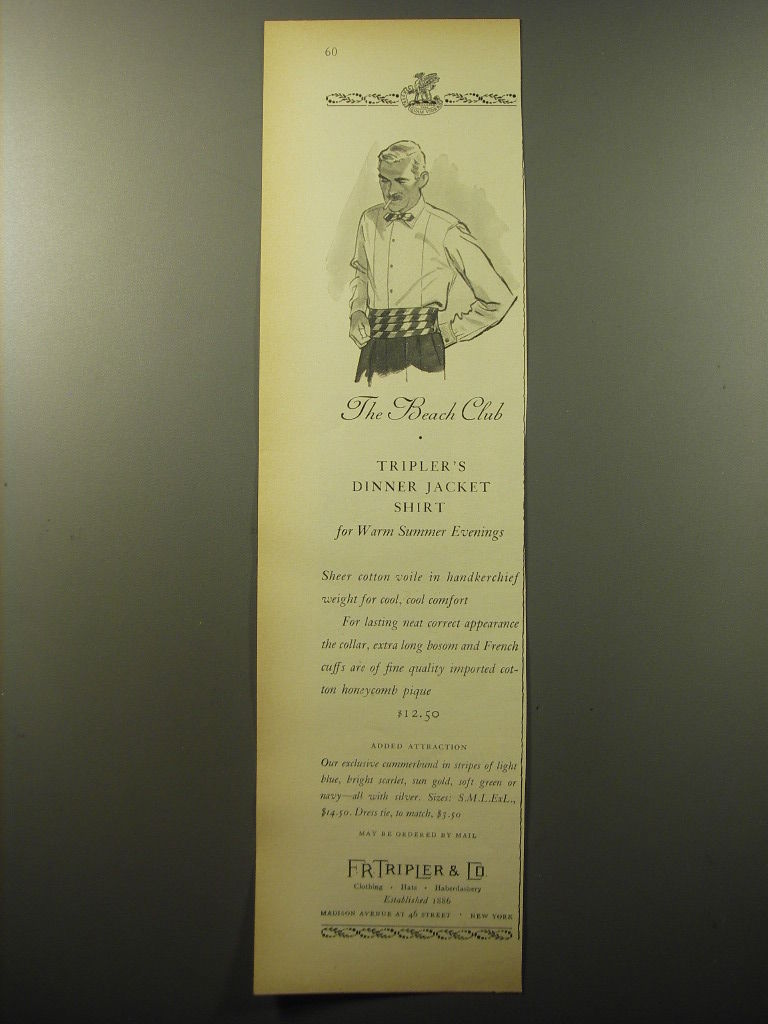 60
The Beach Club
TRIPLER'S
DINNER JACKET
SHIRT
for Warm Summer Evenings
Sheer cotton voile in handkerchief
weight for cool, cool comfort
For lasting neat correct appearance
the collar, extra long bosom and French
cuffs are of fine quality imported cot-
ton honeycomb pique
$12.50
ADDED ATTRACTION
Our exclusive cummerbund in stripes of light
blue, bright scarlet, sun gold, soft green or
navy—all with silver. Sizes: S.M.L.ExL.,
$14.50. Dress tie, to match, $3.50
MAY BE ORDERED BY MAIL
F.R. TRIPLER & CO.
Clothing • Hats • Haberdashery
Established 1886
MADISON AVENUE AT 46 STREET • NEW YORK